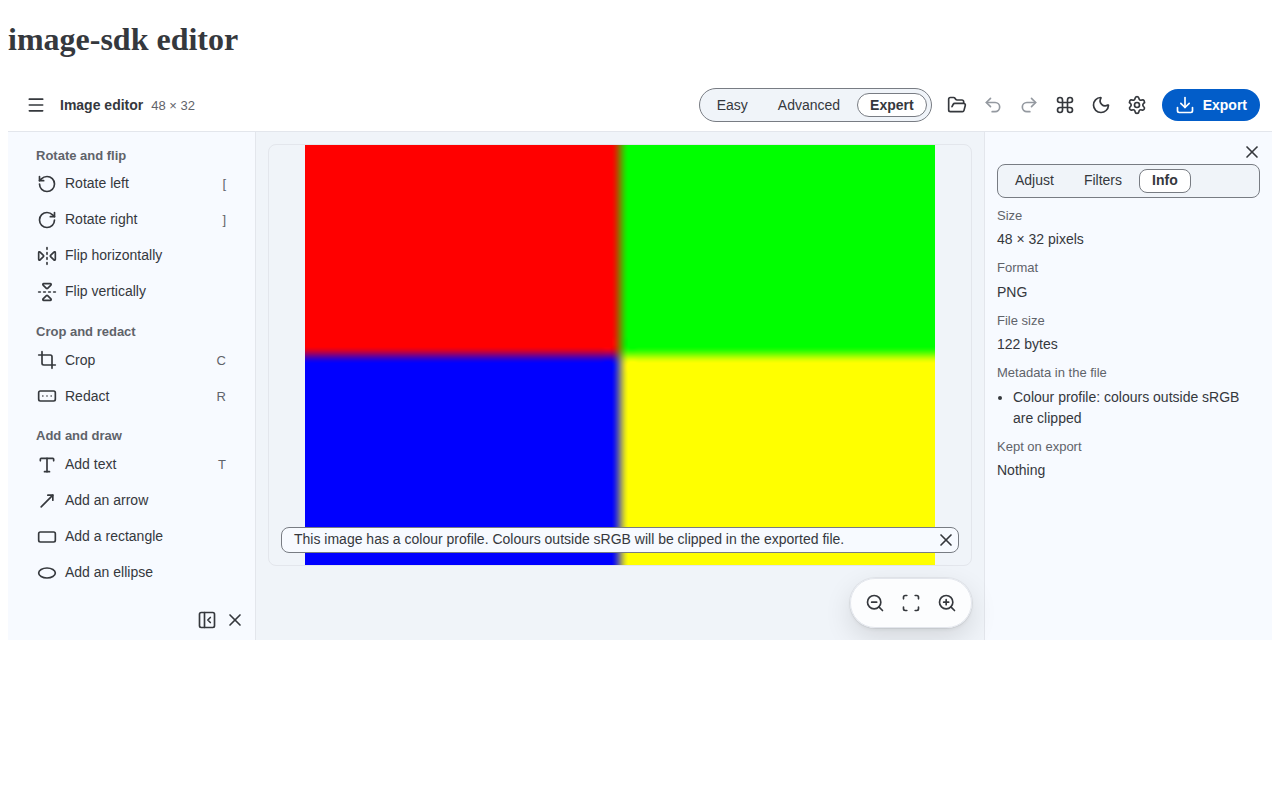 image-sdk editor
Image editor 48 × 32
Easy Advanced Expert
Export
Rotate and flip
Rotate left [
Rotate right ]
Flip horizontally
Flip vertically
Crop and redact
Crop C
Redact R
Add and draw
Add text T
Add an arrow
Add a rectangle
Add an ellipse
This image has a colour profile. Colours outside sRGB will be clipped in the exported file.
Adjust Filters Info
Size
48 × 32 pixels
Format
PNG
File size
122 bytes
Metadata in the file
• Colour profile: colours outside sRGB
are clipped
Kept on export
Nothing